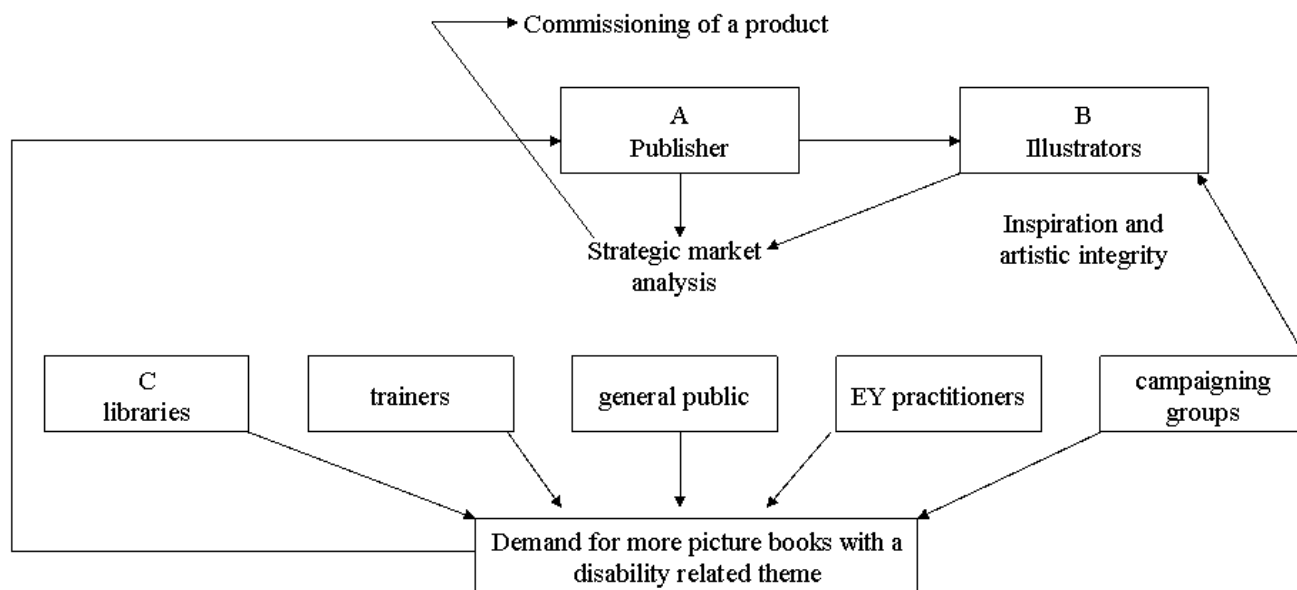 Commissioning of a product
A
Publisher
B
Illustrators
Strategic market
analysis
Inspiration and
artistic integrity
C
libraries
trainers
general public
EY practitioners
campaigning
groups
Demand for more picture books with a
disability related theme